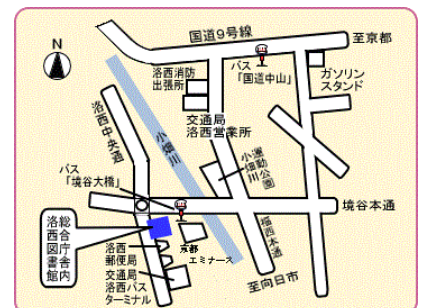 N
国道9号線
至京都
バス
「国道中山」
ガソリン
スタンド
洛西消防
出張所
交通局
洛西営業所
洛西中央通
小畑川
小畑川
運動公園
バス
「境谷大橋」
境谷本通
福西本通
洛西
総合庁舎
図書館内
洛西
郵便局
京都
エミナース
交通局
洛西バス
ターミナル
至向日市